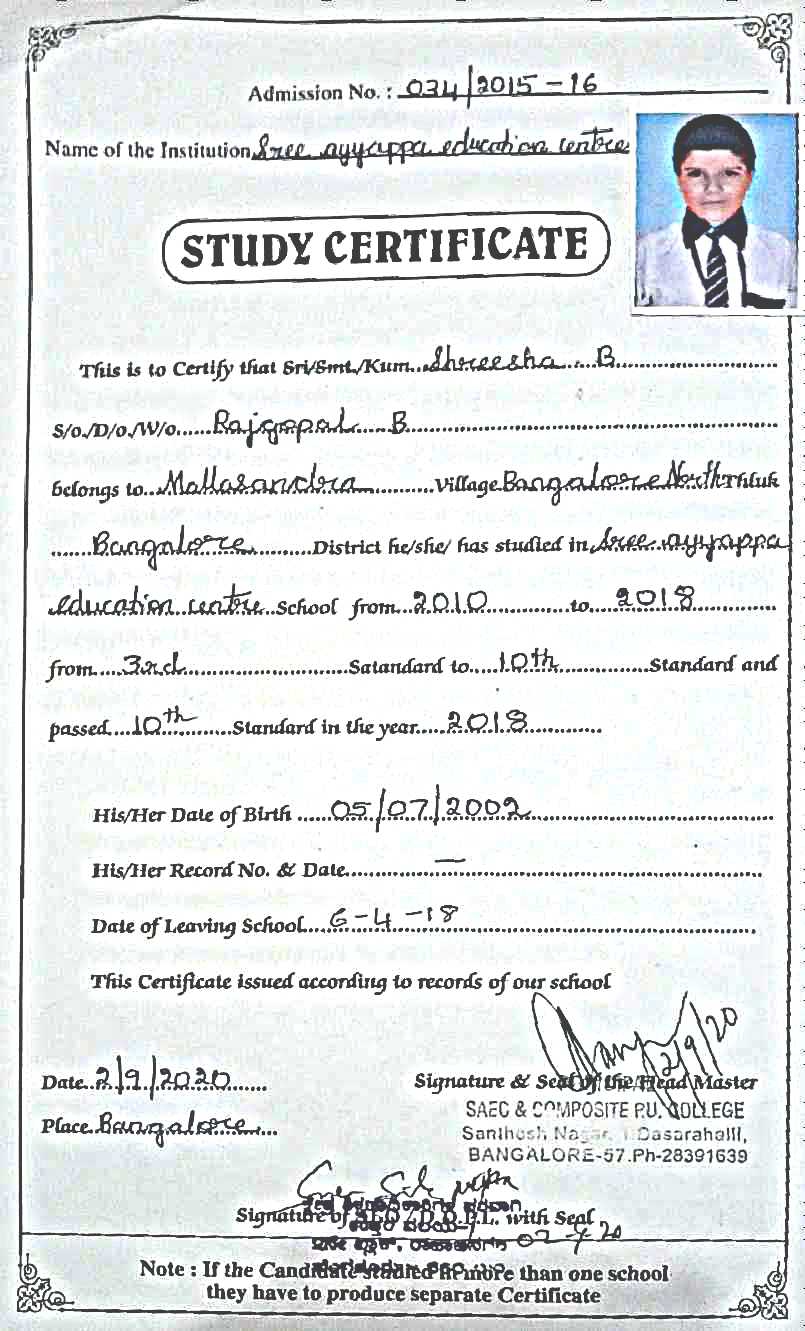 Admission No. : 034/2015-16
Name of the Institution Sree ayyappa education centre
STUDY CERTIFICATE
This is to Certify that Sri/Smt./Kum...Shreesha . B
S/o./D/o./W/o......Rajgopal B
belongs to..Mallasandra..........Village Bangalore North Thluk
.......Bangalore...........District he/she/ has studied in, Sree ayyappa
education centre School from..2010..............to....2018
from....3rd..........................Satandard to.....10th...............Standard and
passed....10th...........Standard in the year.....2018............
His/Her Date of Birth ......05/07/2002
His/Her Record No. & Date......—
Date of Leaving School...6-4-18
This Certificate issued according to records of our school
2/9/20
Date..2/9/2020.......
Signature & Seal of the Head Master
SAEC & COMPOSITE P.U. COLLEGE
Place.Bangalore....
Santhosh Nagar, T.Dasarahalli,
BANGALORE-57.Ph-28391639
Signature of with Seal
Note : If the Candidate studied in more than one school
they have to produce separate Certificate